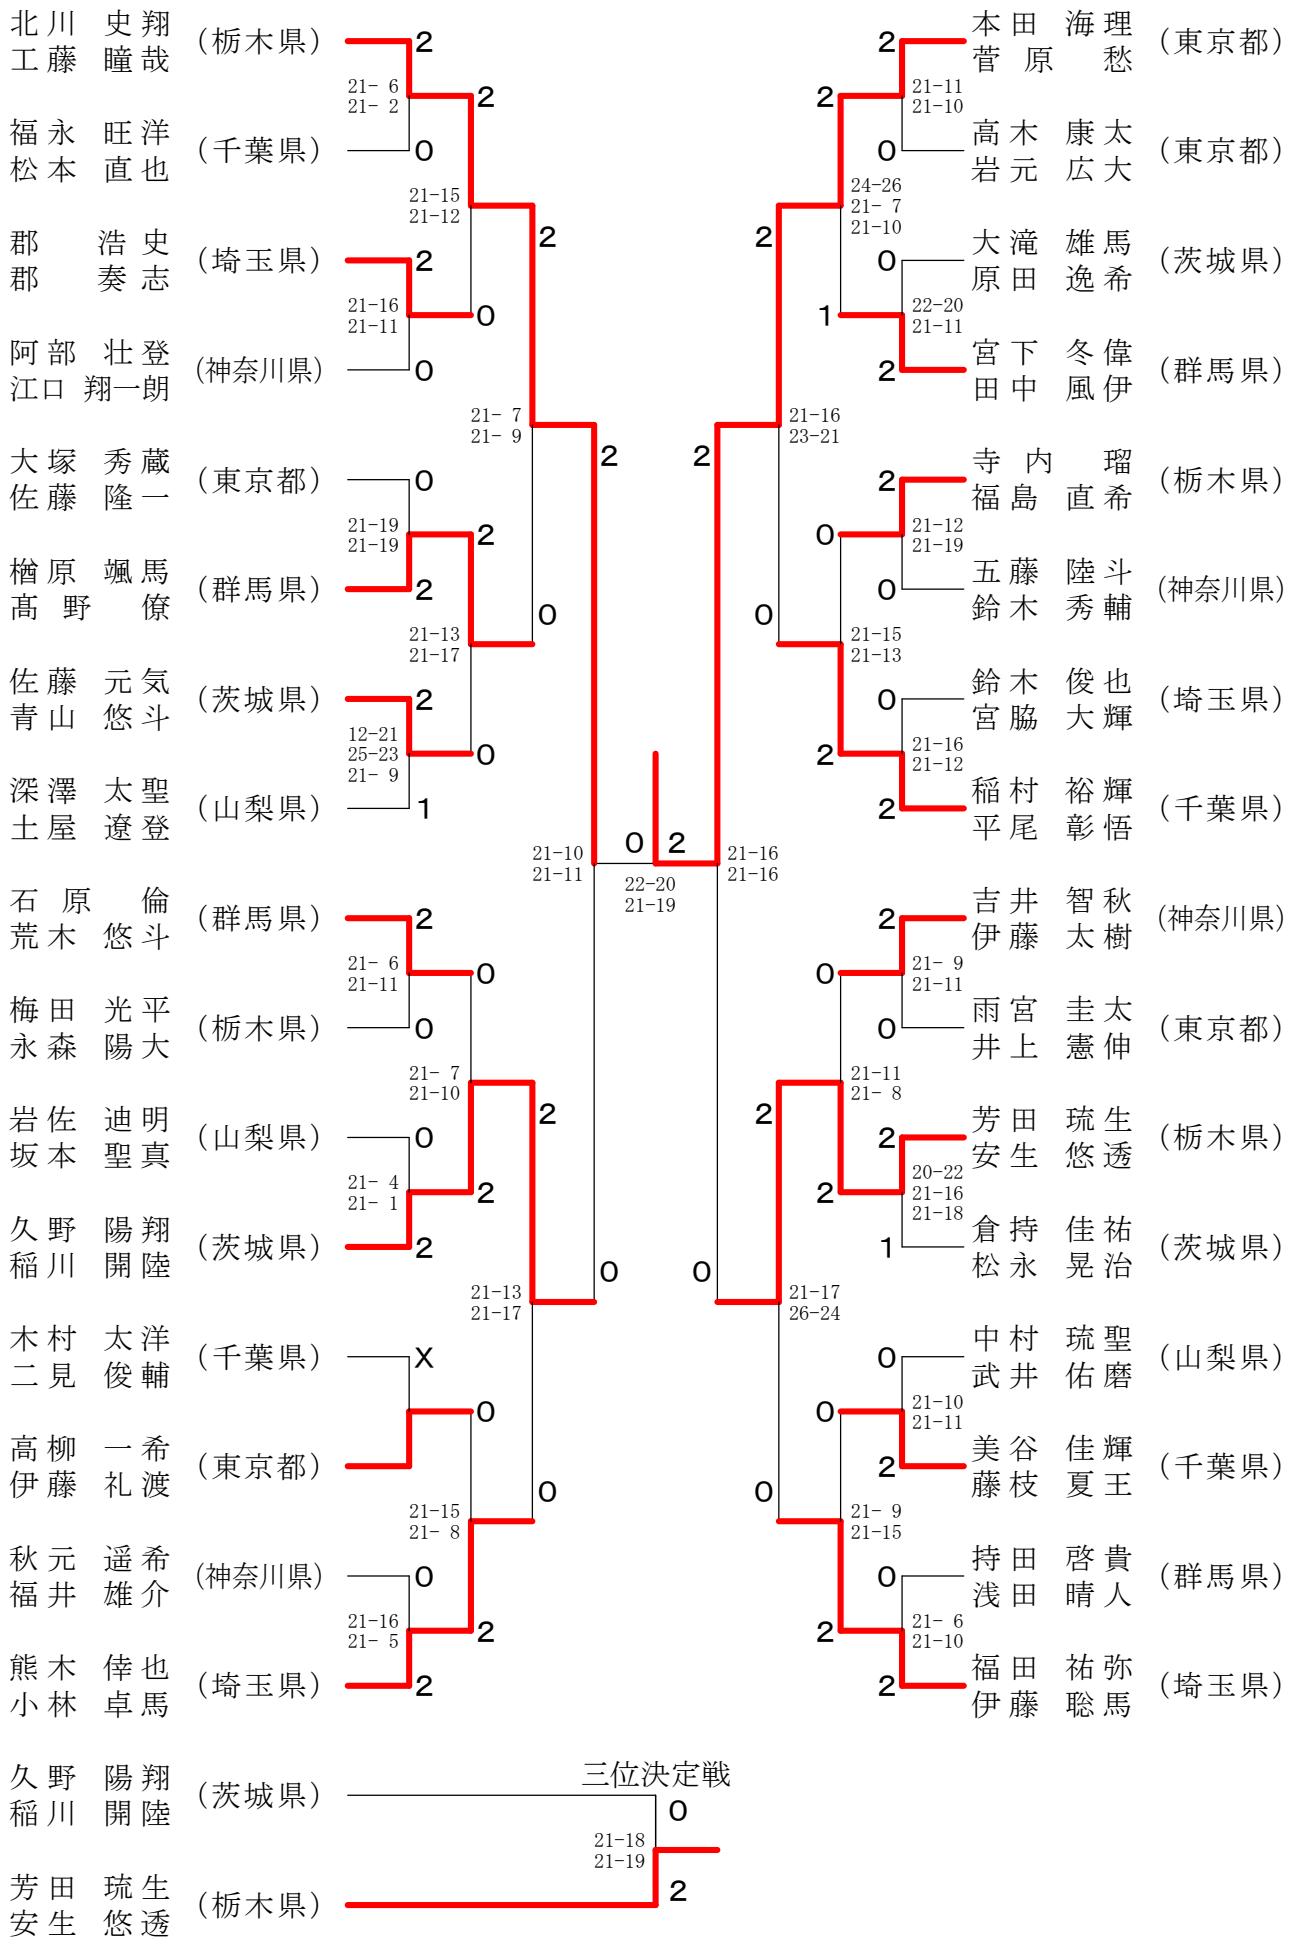 北川 史翔
工藤 瞳哉
(栃木県)
2
21- 6
21- 2
2
福永 旺洋
松本 直也
(千葉県)
0
21-15
21-12
2
郡 浩史
郡 奏志
(埼玉県)
2
21-16
21-11
0
阿部 壮登
江口 翔一朗
(神奈川県)
0
21- 7
21- 9
2
大塚 秀蔵
佐藤 隆一
(東京都)
0
21-19
21-19
2
楢原 颯馬
髙野 僚
(群馬県)
2
21-13
21-17
0
佐藤 元気
青山 悠斗
(茨城県)
2
12-21
25-23
21- 9
0
深澤 太聖
土屋 遼登
(山梨県)
1
21-10
21-11
石原 倫
荒木 悠斗
(群馬県)
2
21- 6
21-11
0
梅田 光平
永森 陽大
(栃木県)
0
21- 7
21-10
2
岩佐 迪明
坂本 聖真
(山梨県)
0
21- 4
21- 1
2
久野 陽翔
稲川 開陸
(茨城県)
2
21-13
21-17
0
木村 太洋
二見 俊輔
(千葉県)
X
0
高柳 一希
伊藤 礼渡
(東京都)
21-15
21- 8
0
秋元 遥希
福井 雄介
(神奈川県)
0
21-16
21- 5
2
熊木 倖也
小林 卓馬
(埼玉県)
2
0 2
22-20
21-19
本田 海理
菅原 愁
(東京都)
2
21-11
21-10
2
高木 康太
岩元 広大
(東京都)
0
24-26
21- 7
21-10
2
大滝 雄馬
原田 逸希
(茨城県)
0
22-20
21-11
1
宮下 冬偉
田中 風伊
(群馬県)
2
21-16
23-21
2
寺内 瑠
福島 直希
(栃木県)
2
21-12
21-19
0
五藤 陸斗
鈴木 秀輔
(神奈川県)
0
21-15
21-13
0
鈴木 俊也
宮脇 大輝
(埼玉県)
0
21-16
21-12
2
稲村 裕輝
平尾 彰悟
(千葉県)
2
21-16
21-16
吉井 智秋
伊藤 太樹
(神奈川県)
2
21- 9
21-11
0
雨宮 圭太
井上 憲伸
(東京都)
0
21-11
21- 8
2
芳田 琉生
安生 悠透
(栃木県)
2
20-22
21-16
21-18
2
倉持 佳祐
松永 晃治
(茨城県)
1
21-17
26-24
0
中村 琉聖
武井 佑磨
(山梨県)
0
21-10
21-11
0
美谷 佳輝
藤枝 夏王
(千葉県)
2
21- 9
21-15
0
持田 啓貴
浅田 晴人
(群馬県)
0
21- 6
21-10
2
福田 祐弥
伊藤 聡馬
(埼玉県)
2
三位決定戦
久野 陽翔
稲川 開陸
(茨城県)
0
21-18
21-19
芳田 琉生
安生 悠透
(栃木県)
2